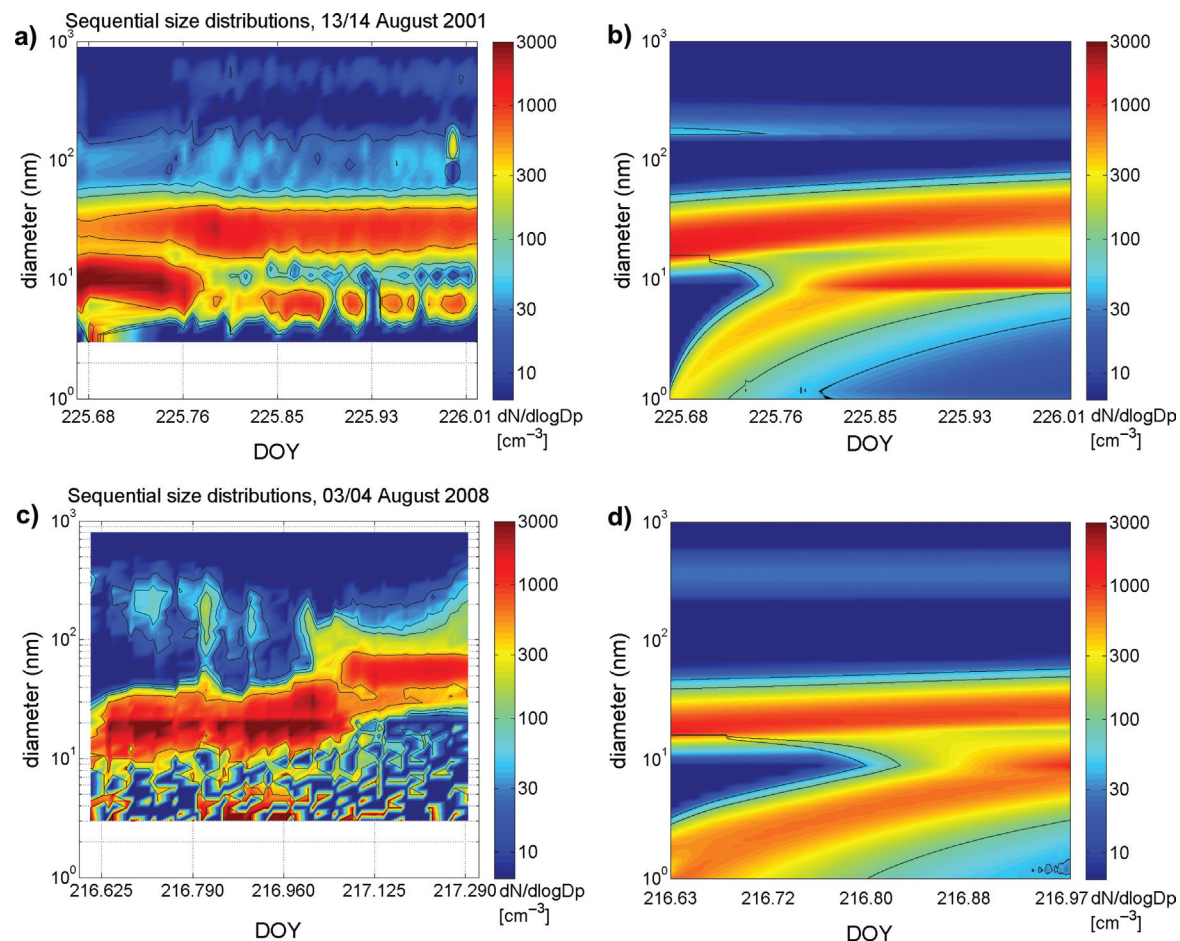 Sequential size distributions, 13/14 August 2001
a)
10³
10²
10¹
10⁰
diameter (nm)
225.68 225.76 225.85 225.93 226.01
DOY
3000
1000
300
100
30
10
dN/dlogDp
[cm⁻³]
b)
10³
10²
10¹
10⁰
diameter (nm)
225.68 225.76 225.85 225.93 226.01
DOY
3000
1000
300
100
30
10
dN/dlogDp
[cm⁻³]
Sequential size distributions, 03/04 August 2008
c)
10³
10²
10¹
10⁰
diameter (nm)
216.625 216.790 216.960 217.125 217.290
DOY
3000
1000
300
100
30
10
dN/dlogDp
[cm⁻³]
d)
10³
10²
10¹
10⁰
diameter (nm)
216.63 216.72 216.80 216.88 216.97
DOY
3000
1000
300
100
30
10
dN/dlogDp
[cm⁻³]